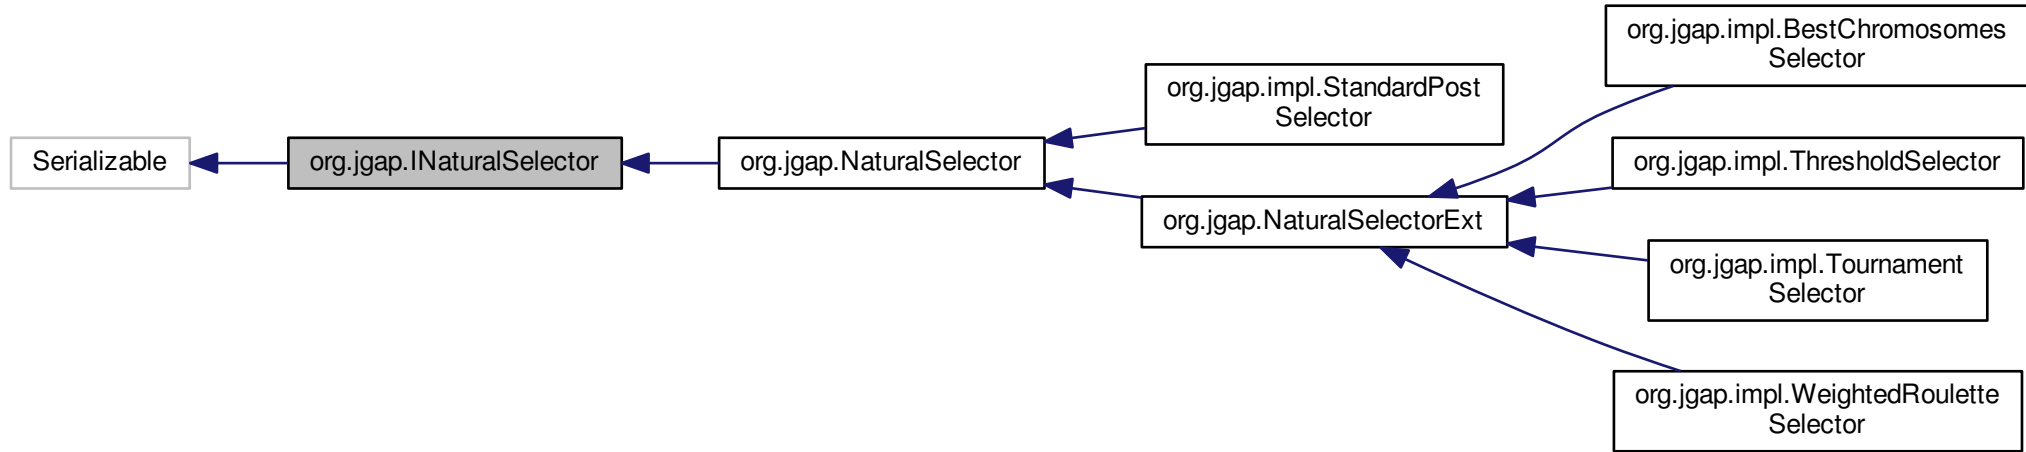 Serializable
org.jgap.INaturalSelector
org.jgap.NaturalSelector
org.jgap.impl.StandardPost
Selector
org.jgap.NaturalSelectorExt
org.jgap.impl.BestChromosomes
Selector
org.jgap.impl.ThresholdSelector
org.jgap.impl.Tournament
Selector
org.jgap.impl.WeightedRoulette
Selector